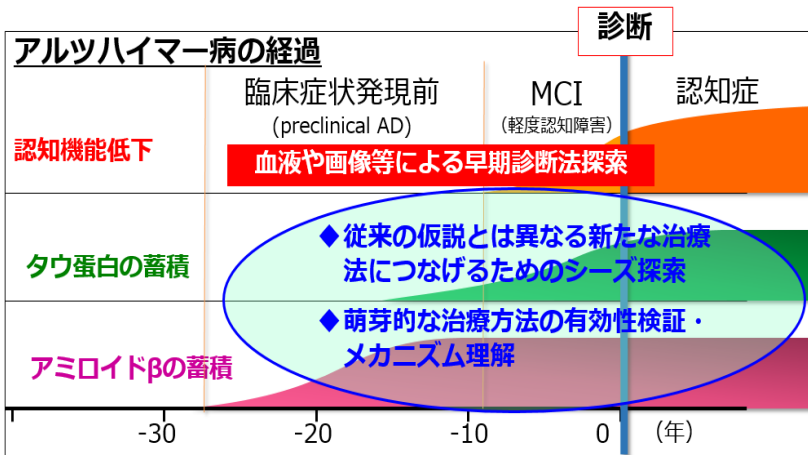 診断
アルツハイマー病の経過
臨床症状発現前
(preclinical AD)
MCI
(軽度認知障害)
認知症
認知機能低下
血液や画像等による早期診断法探索
タウ蛋白の蓄積
◆従来の仮説とは異なる新たな治療
法につなげるためのシーズ探索
◆萌芽的な治療方法の有効性検証・
メカニズム理解
アミロイドβの蓄積
-30
-20
-10
0
(年)